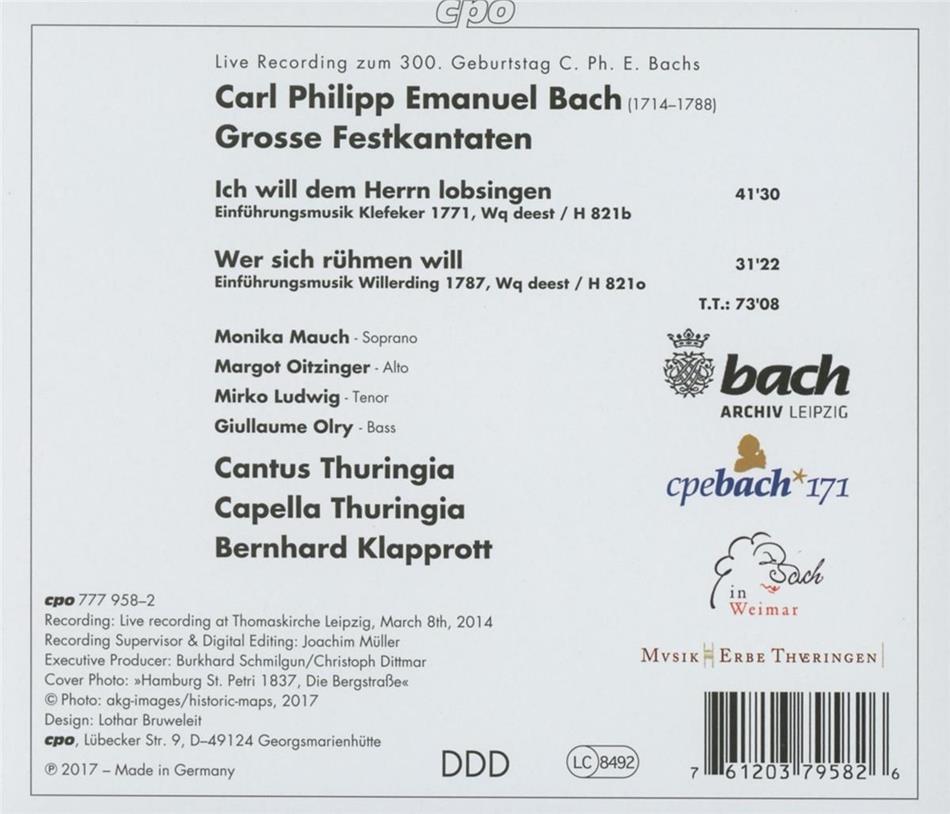 cpo
Live Recording zum 300. Geburtstag C. Ph. E. Bachs
Carl Philipp Emanuel Bach (1714–1788)
Grosse Festkantaten
Ich will dem Herrn lobsingen 41'30
Einführungsmusik Klefeker 1771, Wq deest / H 821b
Wer sich rühmen will 31'22
Einführungsmusik Willerding 1787, Wq deest / H 821o
T.T.: 73'08
Monika Mauch - Soprano
Margot Oitzinger - Alto
Mirko Ludwig - Tenor
Giullaume Olry - Bass
Cantus Thuringia
Capella Thuringia
Bernhard Klapprott
bach
ARCHIV LEIPZIG
cpebach*171
Bach
in
Weimar
MVSIK ERBE THÜRINGEN
cpo 777 958–2
Recording: Live recording at Thomaskirche Leipzig, March 8th, 2014
Recording Supervisor & Digital Editing: Joachim Müller
Executive Producer: Burkhard Schmilgun/Christoph Dittmar
Cover Photo: »Hamburg St. Petri 1837, Die Bergstraße«
© Photo: akg-images/historic-maps, 2017
Design: Lothar Bruweleit
cpo, Lübecker Str. 9, D–49124 Georgsmarienhütte
℗ 2017 – Made in Germany
DDD
LC 8492
7 61203 79582 6